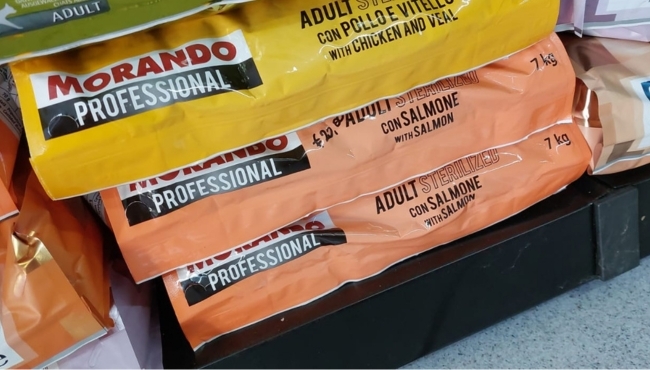 ADULT
MORANDO
PROFESSIONAL
ADULT
CON POLLO E VITELLO
WITH CHICKEN AND VEAL
MORANDO
PROFESSIONAL
ADULT STERILIZED
CON SALMONE
WITH SALMON
7 kg
MORANDO
PROFESSIONAL
ADULT STERILIZED
CON SALMONE
WITH SALMON
7 kg